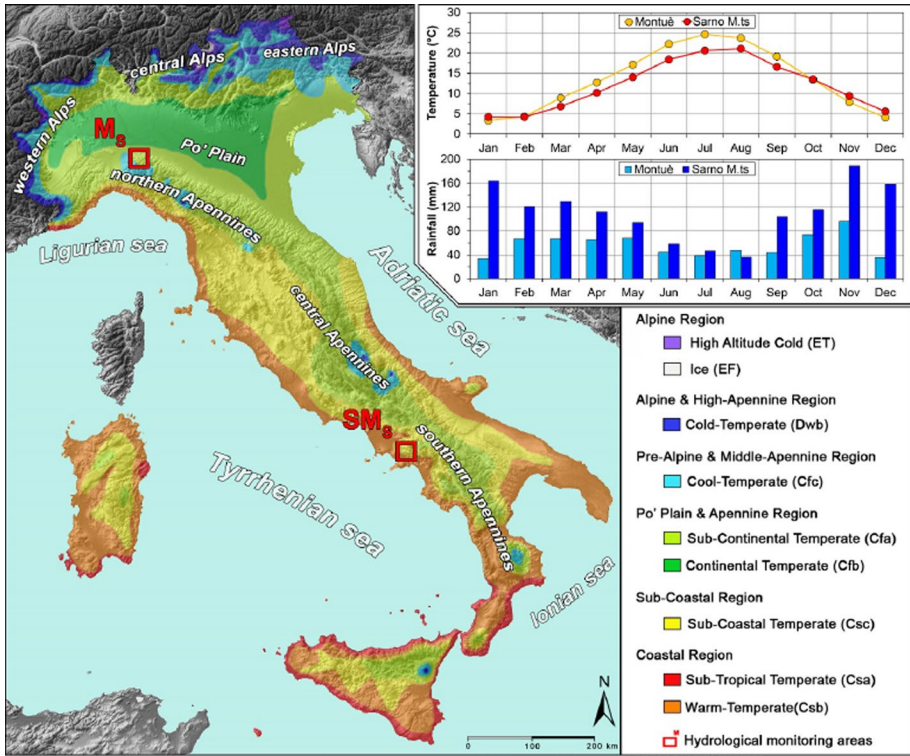 western Alps
central Alps
eastern Alps
Ms
Po' Plain
northern Apennines
Ligurian sea
Adriatic sea
central Apennines
SMs
southern Apennines
Tyrrhenian sea
Ionian sea
N
0 100 200 km
Montuè Sarno M.ts
Temperature (°C)
30
25
20
15
10
5
0
Jan Feb Mar Apr May Jun Jul Aug Sep Oct Nov Dec
Montuè Sarno M.ts
Rainfall (mm)
200
160
120
80
40
0
Jan Feb Mar Apr May Jun Jul Aug Sep Oct Nov Dec
Alpine Region
High Altitude Cold (ET)
Ice (EF)
Alpine & High-Apennine Region
Cold-Temperate (Dwb)
Pre-Alpine & Middle-Apennine Region
Cool-Temperate (Cfc)
Po' Plain & Apennine Region
Sub-Continental Temperate (Cfa)
Continental Temperate (Cfb)
Sub-Coastal Region
Sub-Coastal Temperate (Csc)
Coastal Region
Sub-Tropical Temperate (Csa)
Warm-Temperate(Csb)
M Hydrological monitoring areas